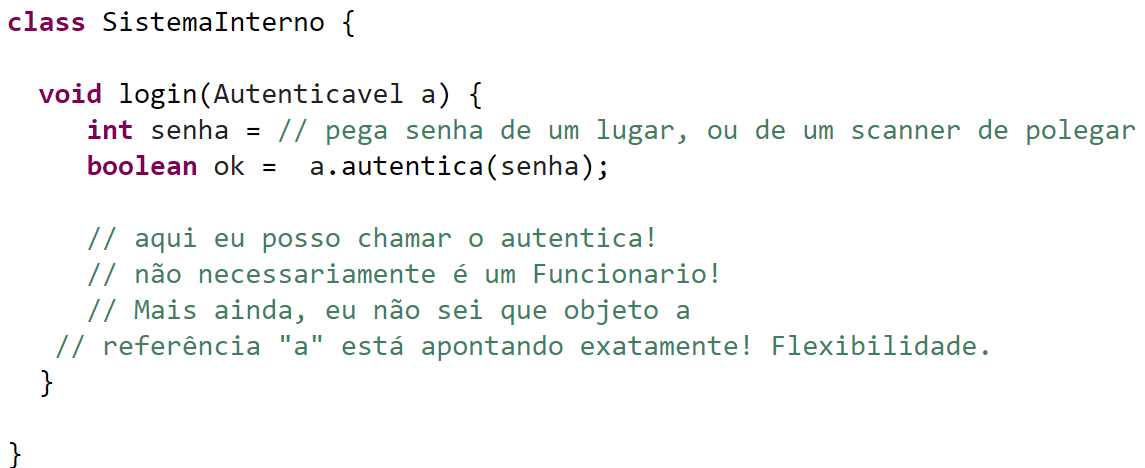 class SistemaInterno {
void login(Autenticavel a) {
int senha = // pega senha de um lugar, ou de um scanner de polegar
boolean ok =  a.autentica(senha);
// aqui eu posso chamar o autentica!
// não necessariamente é um Funcionario!
// Mais ainda, eu não sei que objeto a
// referência "a" está apontando exatamente! Flexibilidade.
}
}